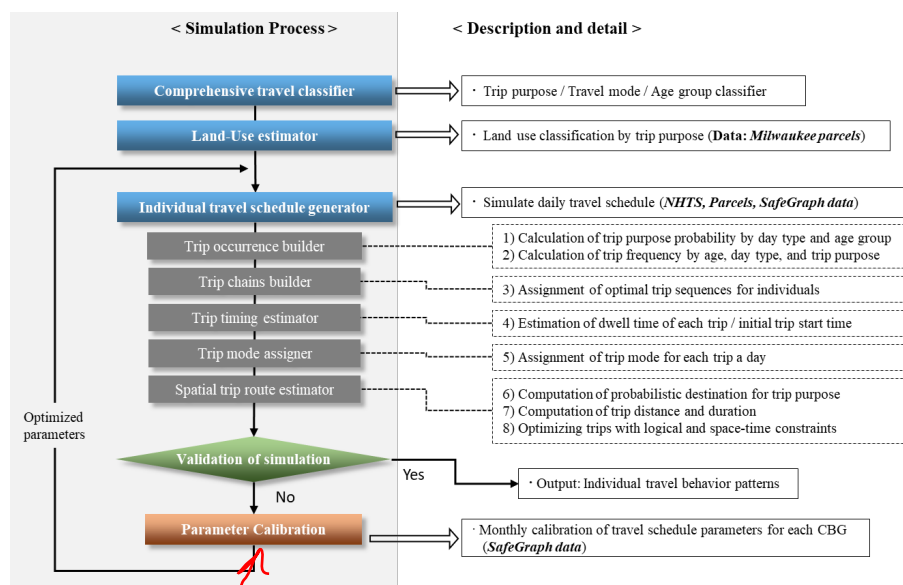 < Simulation Process >
< Description and detail >
Comprehensive travel classifier
· Trip purpose / Travel mode / Age group classifier
Land-Use estimator
· Land use classification by trip purpose (Data: Milwaukee parcels)
Individual travel schedule generator
· Simulate daily travel schedule (NHTS, Parcels, SafeGraph data)
Trip occurrence builder
1) Calculation of trip purpose probability by day type and age group
2) Calculation of trip frequency by age, day type, and trip purpose
Trip chains builder
3) Assignment of optimal trip sequences for individuals
Trip timing estimator
4) Estimation of dwell time of each trip / initial trip start time
Trip mode assigner
5) Assignment of trip mode for each trip a day
Spatial trip route estimator
6) Computation of probabilistic destination for trip purpose
7) Computation of trip distance and duration
8) Optimizing trips with logical and space-time constraints
Optimized
parameters
Validation of simulation
Yes
· Output: Individual travel behavior patterns
No
Parameter Calibration
· Monthly calibration of travel schedule parameters for each CBG
(SafeGraph data)